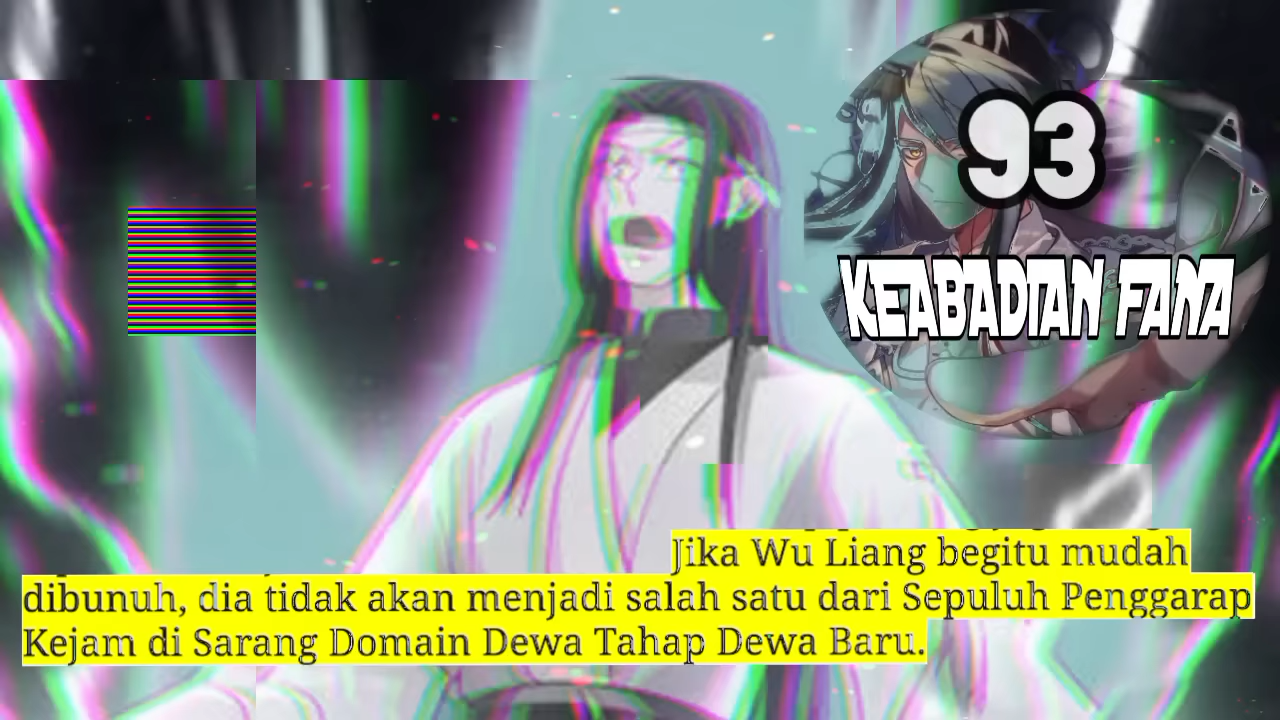 93
KEABADIAN FANA
Jika Wu Liang begitu mudah
dibunuh, dia tidak akan menjadi salah satu dari Sepuluh Penggarap
Kejam di Sarang Domain Dewa Tahap Dewa Baru.